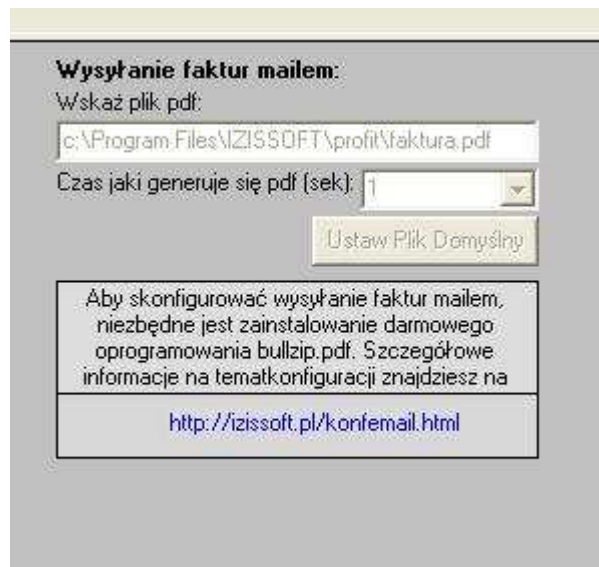 Wysyłanie faktur mailem:
Wskaż plik pdf:
c:\Program Files\IZISSOFT\profit\faktura.pdf
Czas jaki generuje się pdf (sek): 1
Ustaw Plik Domyślny
Aby skonfigurować wysyłanie faktur mailem,
niezbędne jest zainstalowanie darmowego
oprogramowania bullzip.pdf. Szczegółowe
informacje na tematkonfiguracji znajdziesz na
http://izissoft.pl/konfemail.html